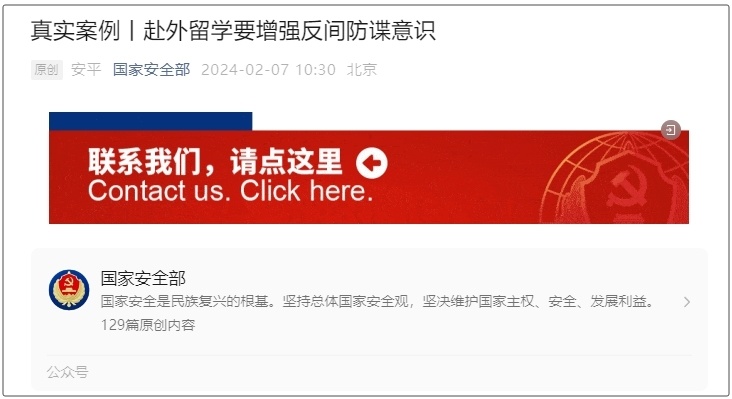 真实案例丨赴外留学要增强反间防谍意识
原创 安平 国家安全部 2024-02-07 10:30 北京
联系我们，请点这里
Contact us. Click here.
国家安全部
国家安全是民族复兴的根基。坚持总体国家安全观，坚决维护国家主权、安全、发展利益。
129篇原创内容
公众号